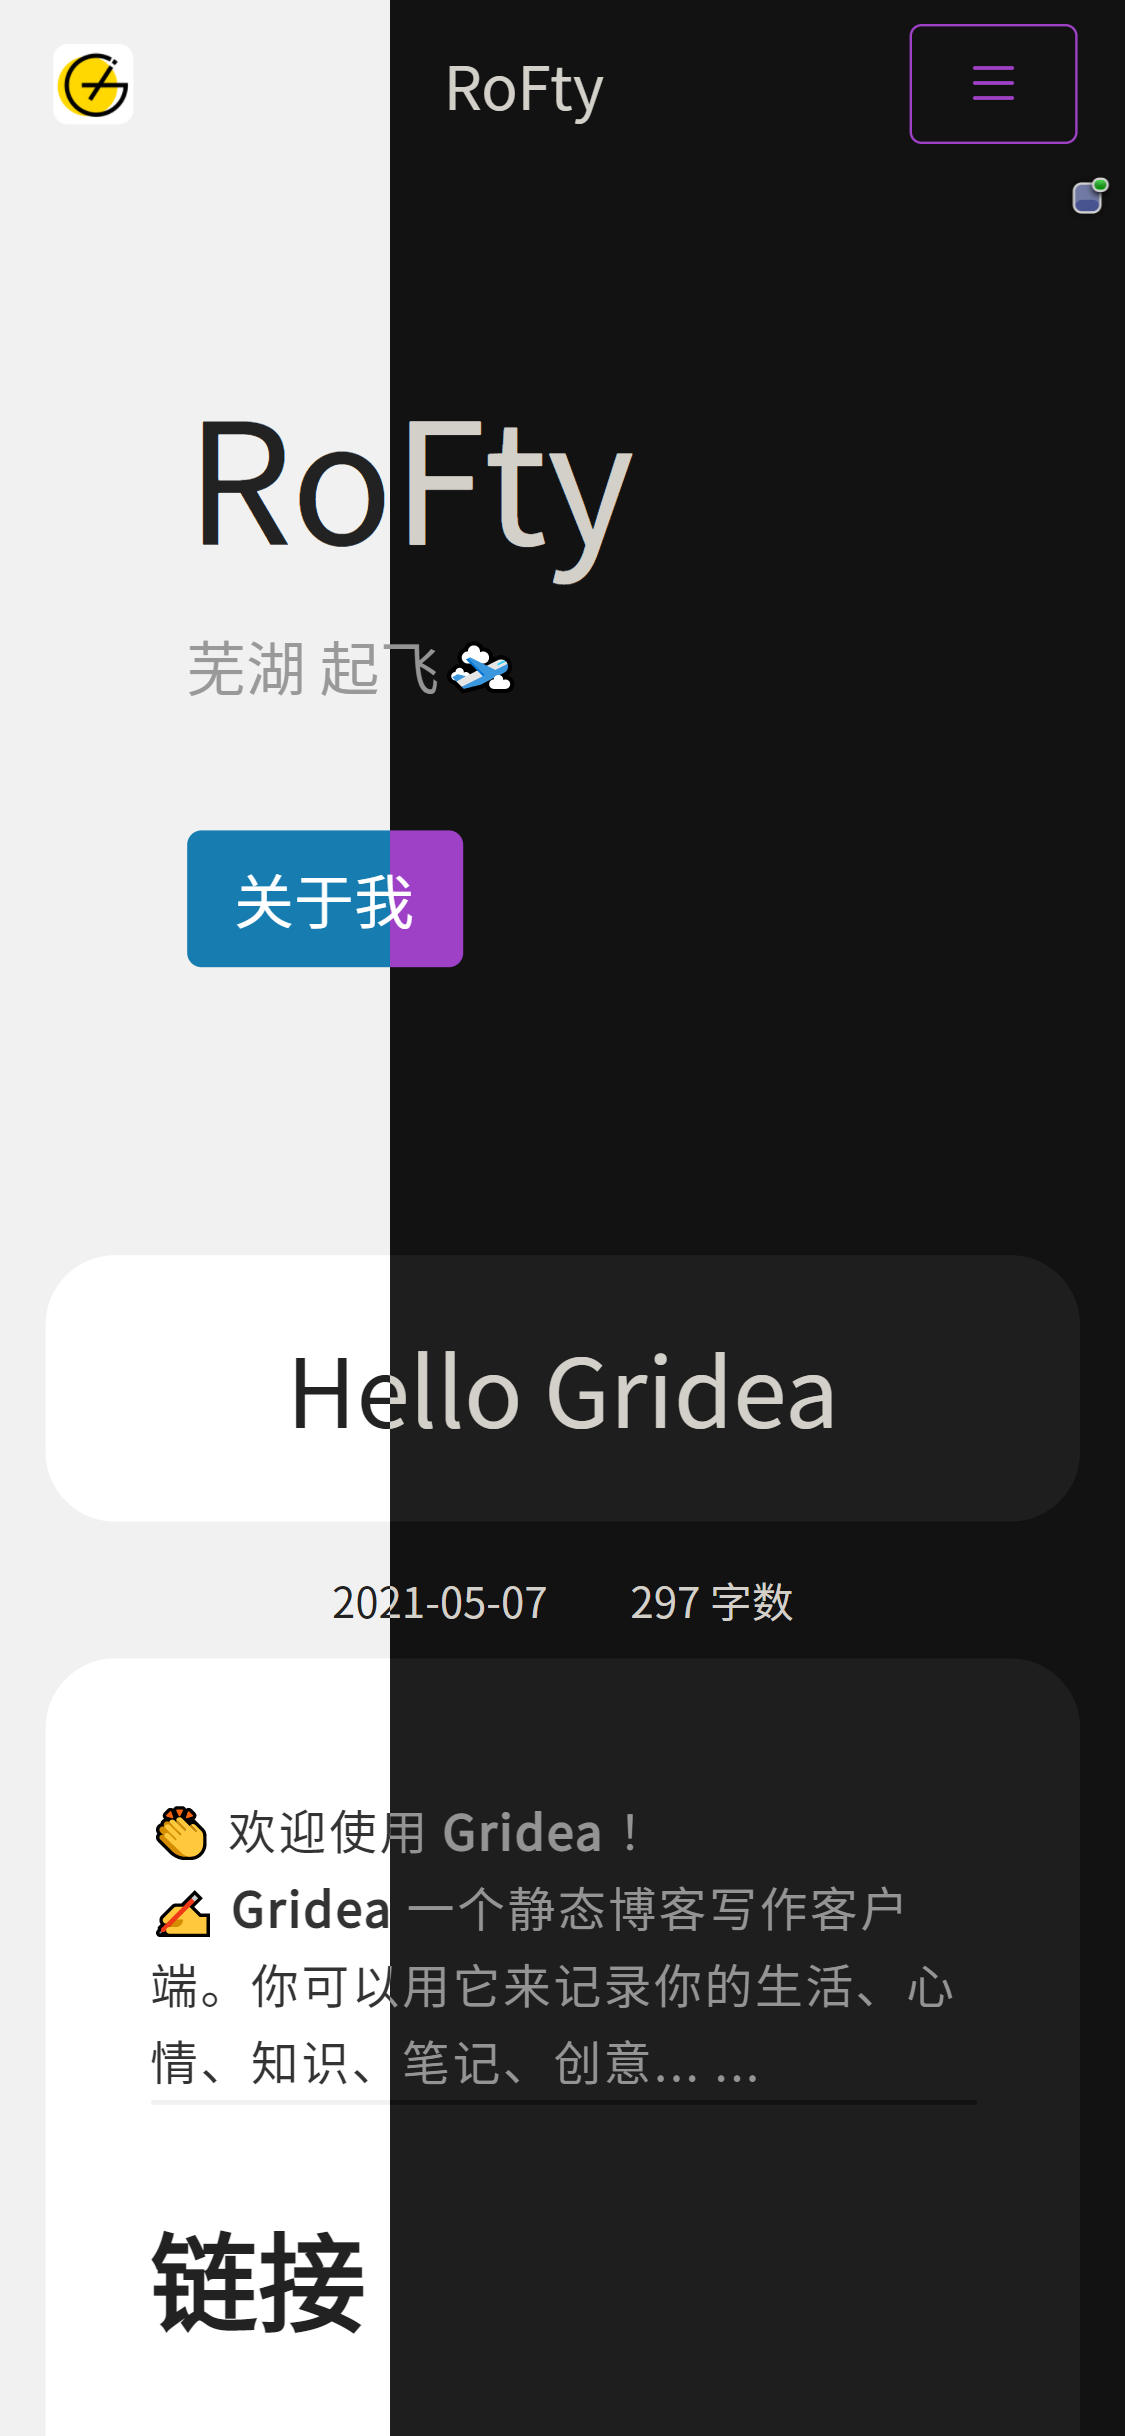 RoFty
RoFty
芜湖 起飞🛫
关于我
Hello Gridea
2021-05-07 297 字数
👏 欢迎使用 Gridea！
✍️ Gridea 一个静态博客写作客户
端。你可以用它来记录你的生活、心
情、知识、笔记、创意... ...
链接